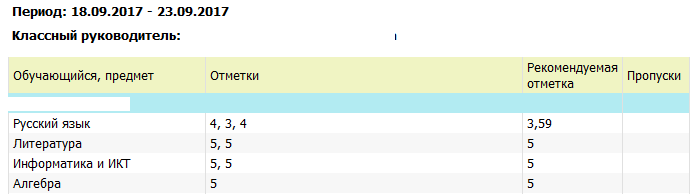 Период: 18.09.2017 - 23.09.2017
Классный руководитель:
Обучающийся, предмет Отметки Рекомендуемая отметка Пропуски
Русский язык 4, 3, 4 3,59
Литература 5, 5 5
Информатика и ИКТ 5, 5 5
Алгебра 5 5